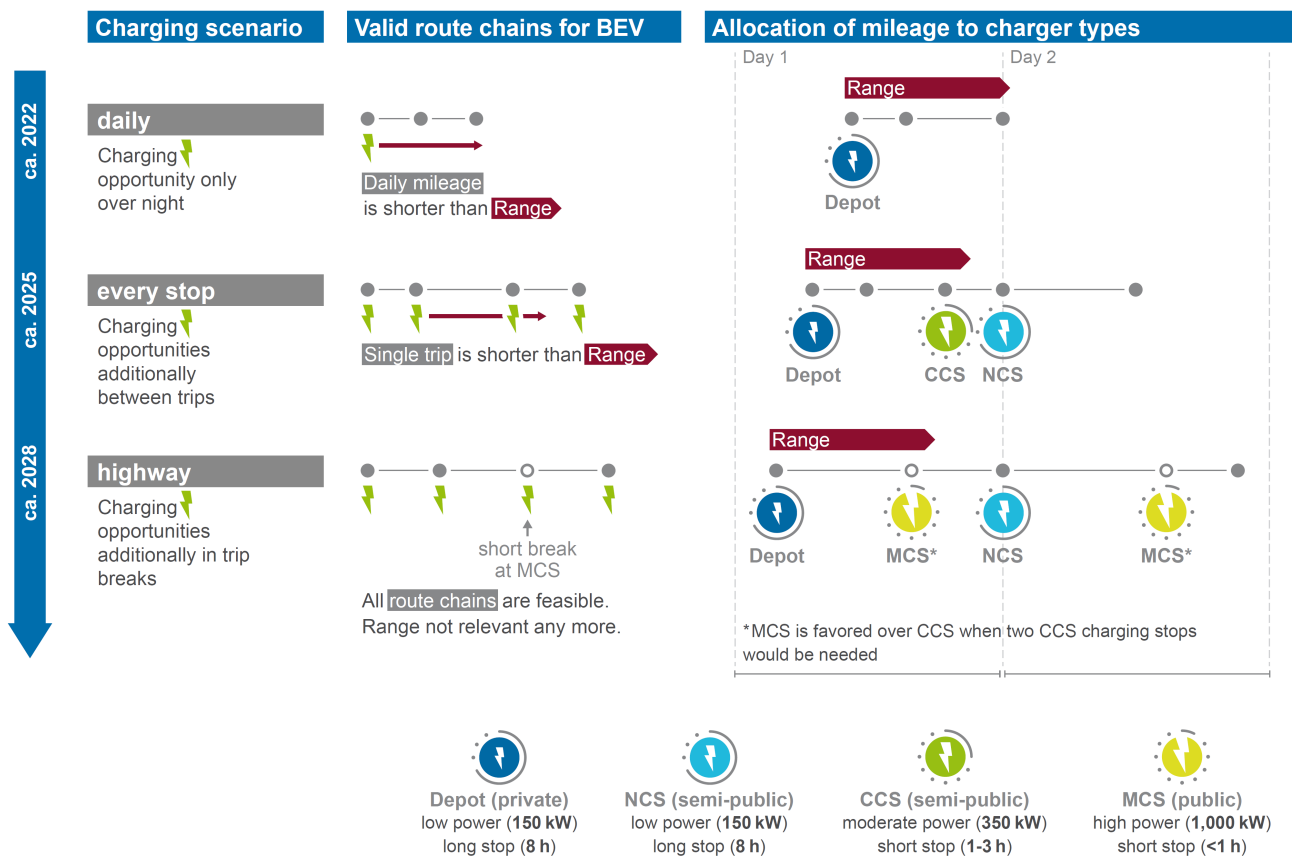 Charging scenario
Valid route chains for BEV
Allocation of mileage to charger types
Day 1
Day 2
ca. 2022
daily
Charging
opportunity only
over night
Daily mileage
is shorter than Range
Range
Depot
ca. 2025
every stop
Charging
opportunities
additionally
between trips
Single trip is shorter than Range
Range
Depot
CCS
NCS
ca. 2028
highway
Charging
opportunities
additionally in trip
breaks
short break
at MCS
All route chains are feasible.
Range not relevant any more.
Range
Depot
MCS*
NCS
MCS*
*MCS is favored over CCS when two CCS charging stops
would be needed
Depot (private)
low power (150 kW)
long stop (8 h)
NCS (semi-public)
low power (150 kW)
long stop (8 h)
CCS (semi-public)
moderate power (350 kW)
short stop (1-3 h)
MCS (public)
high power (1,000 kW)
short stop (<1 h)